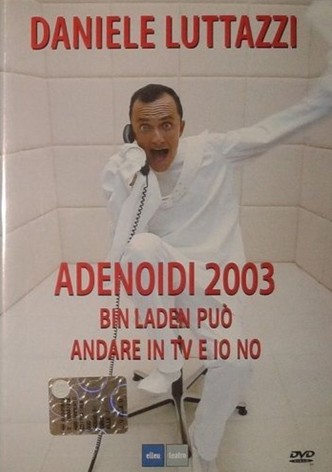 DANIELE LUTTAZZI
ADENOIDI 2003
BIN LADEN PUÒ
ANDARE IN TV E IO NO
elleu teatro
DVD